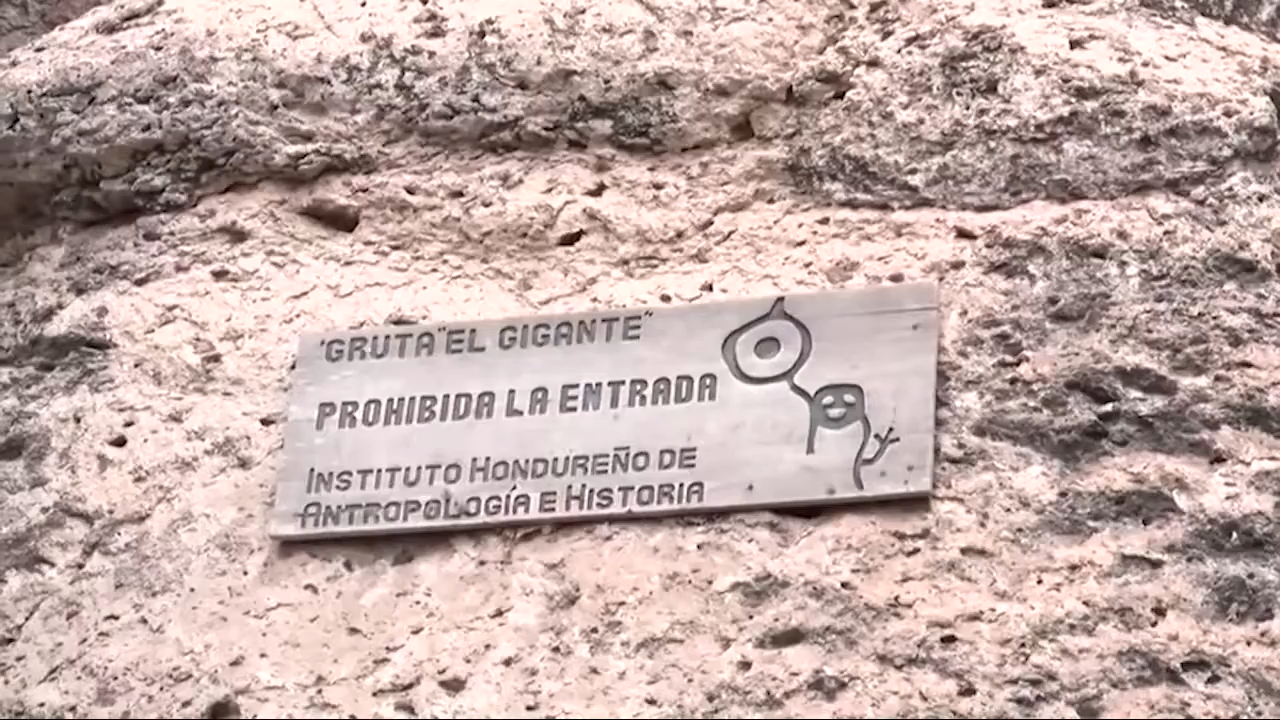 "GRUTA "EL GIGANTE"
PROHIBIDA LA ENTRADA
INSTITUTO HONDUREÑO DE
ANTROPOLOGÍA E HISTORIA